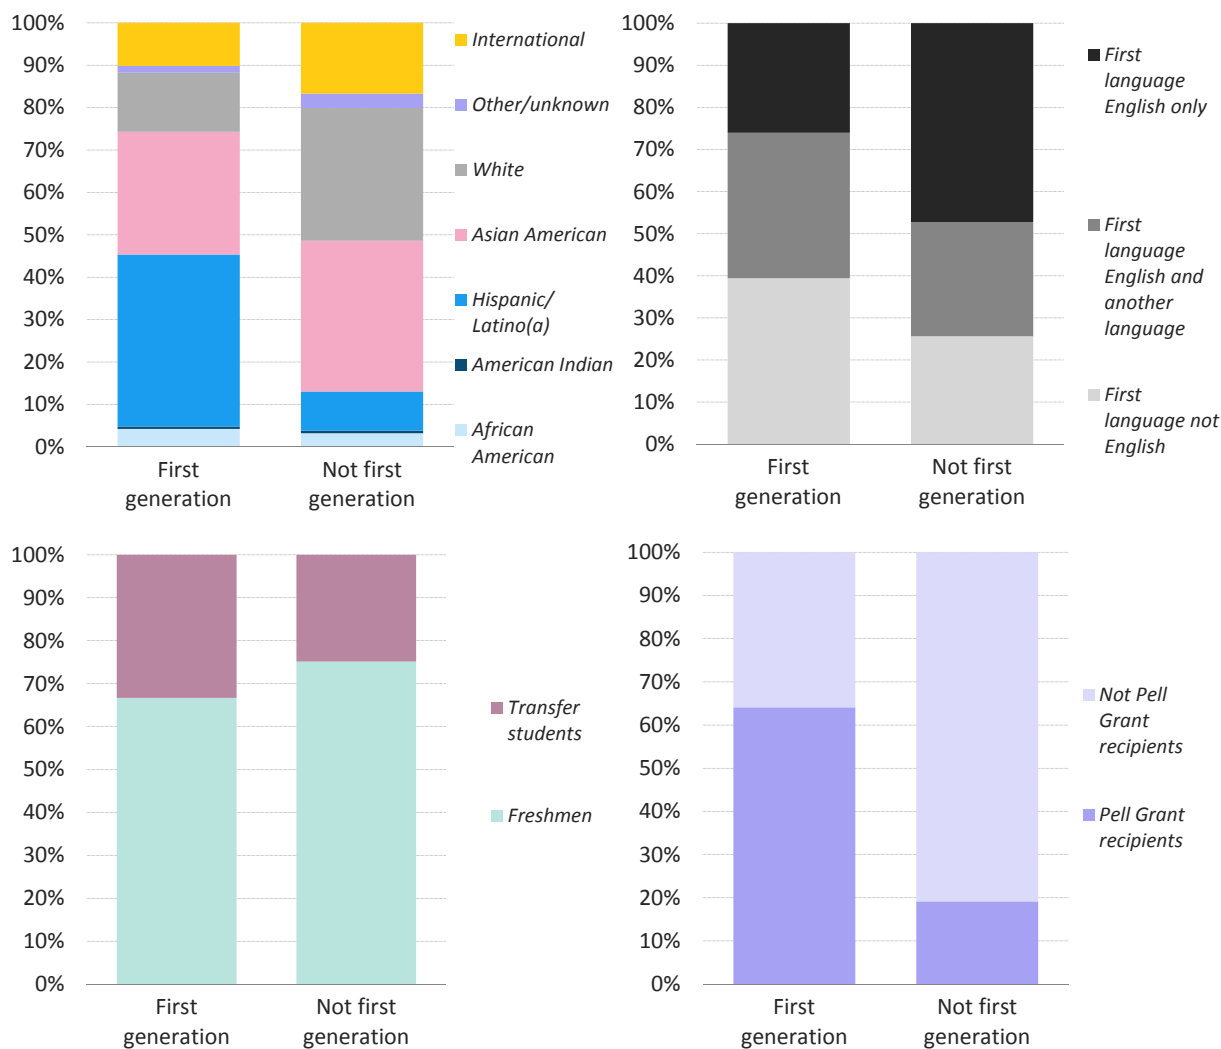 100%
90%
80%
70%
60%
50%
40%
30%
20%
10%
0%
First
generation
Not first
generation
International
Other/unknown
White
Asian American
Hispanic/
Latino(a)
American Indian
African
American
100%
90%
80%
70%
60%
50%
40%
30%
20%
10%
0%
First
generation
Not first
generation
First
language
English only
First
language
English and
another
language
First
language not
English
100%
90%
80%
70%
60%
50%
40%
30%
20%
10%
0%
First
generation
Not first
generation
Transfer
students
Freshmen
100%
90%
80%
70%
60%
50%
40%
30%
20%
10%
0%
First
generation
Not first
generation
Not Pell
Grant
recipients
Pell Grant
recipients